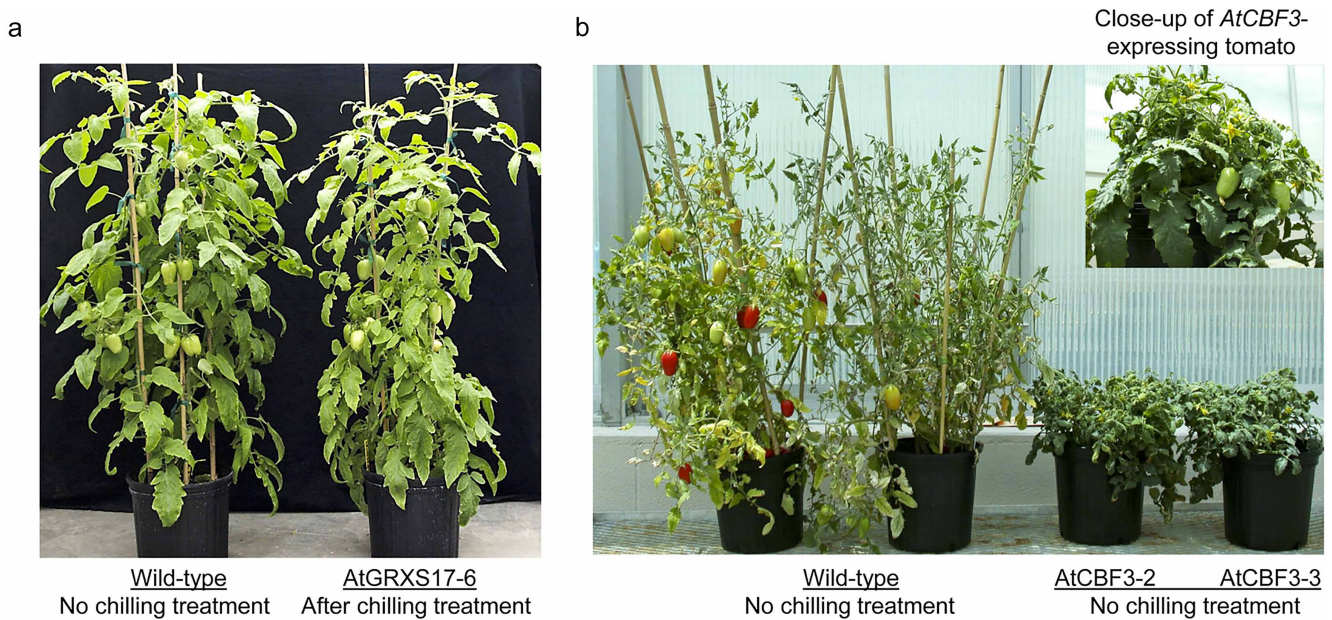 a
Wild-type
No chilling treatment
AtGRXS17-6
After chilling treatment
b
Close-up of AtCBF3-
expressing tomato
Wild-type
No chilling treatment
AtCBF3-2
AtCBF3-3
No chilling treatment